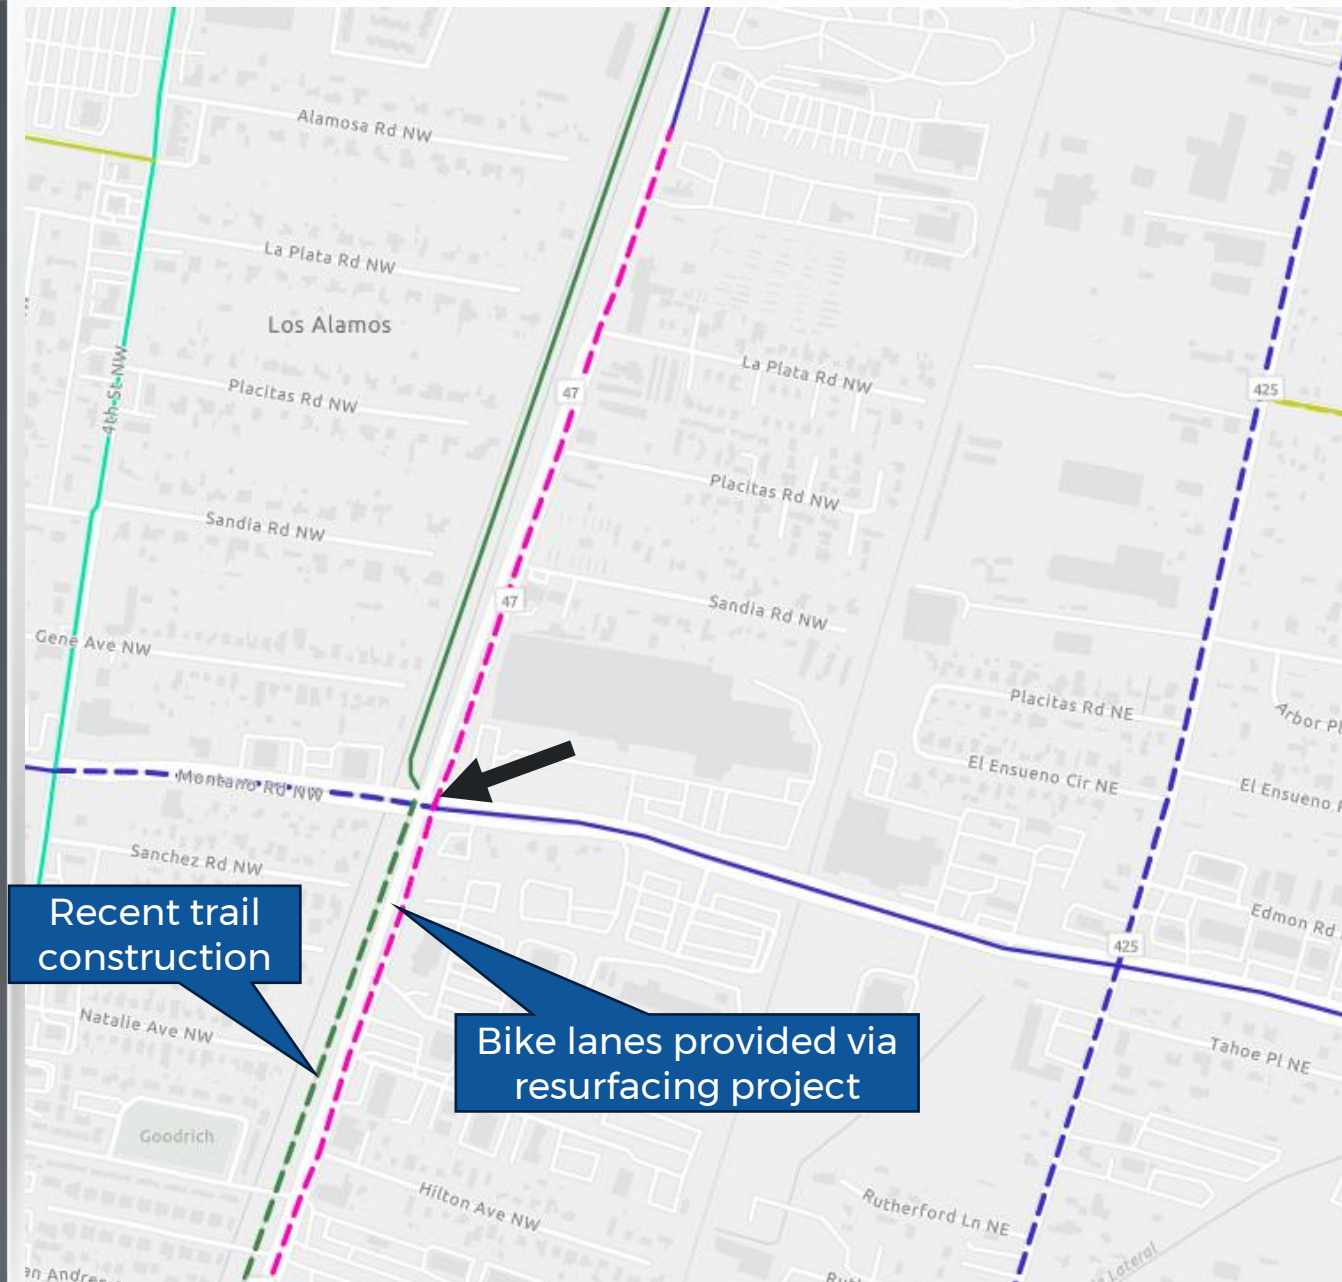 Alamosa Rd NW
La Plata Rd NW
Los Alamos
4th St NW
Placitas Rd NW
47
La Plata Rd NW
425
Placitas Rd NW
Sandia Rd NW
47
Sandia Rd NW
Gene Ave NW
Placitas Rd NE
Arbor Pl
El Ensueno Cir NE
El Ensueno
Montano Rd NW
Sanchez Rd NW
Recent trail
construction
Edmon Rd
425
Natalie Ave NW
Bike lanes provided via
resurfacing project
Tahoe Pl NE
Goodrich
Hilton Ave NW
Rutherford Ln NE
an Andre
Lateral